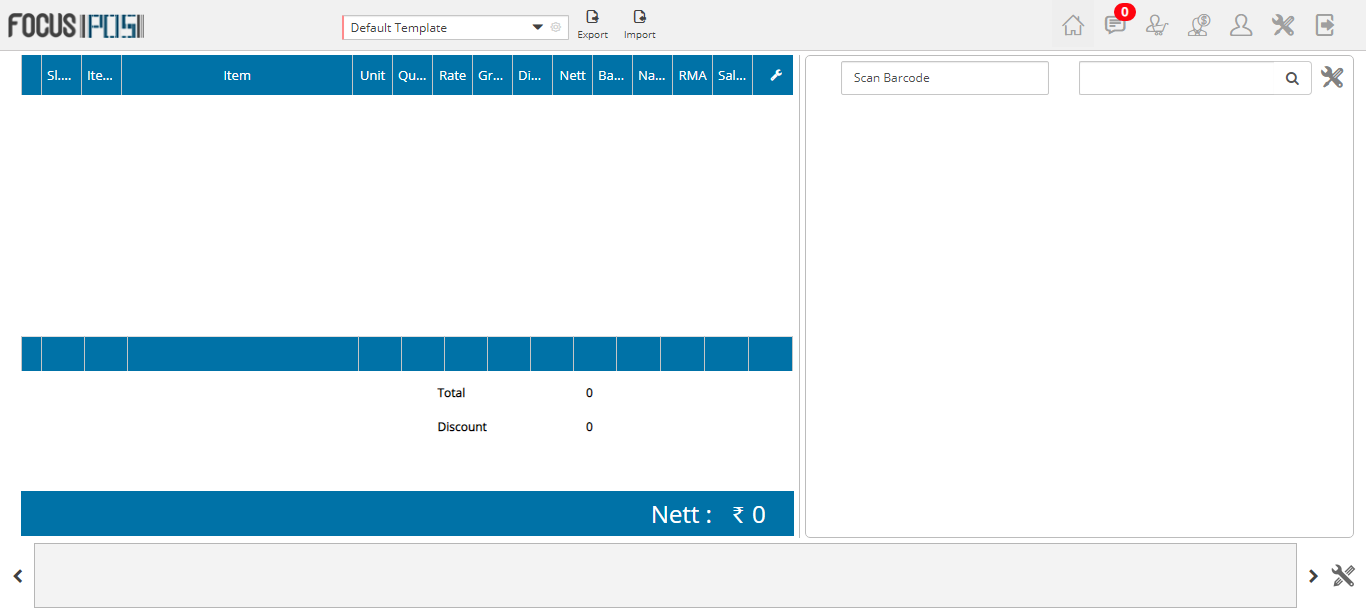 FOCUS POS
Default Template
Export
Import
0
Sl.... Ite... Item Unit Qu... Rate Gr... Di... Nett Ba... Na... RMA Sal...
Scan Barcode
Total 0
Discount 0
Nett : ₹ 0